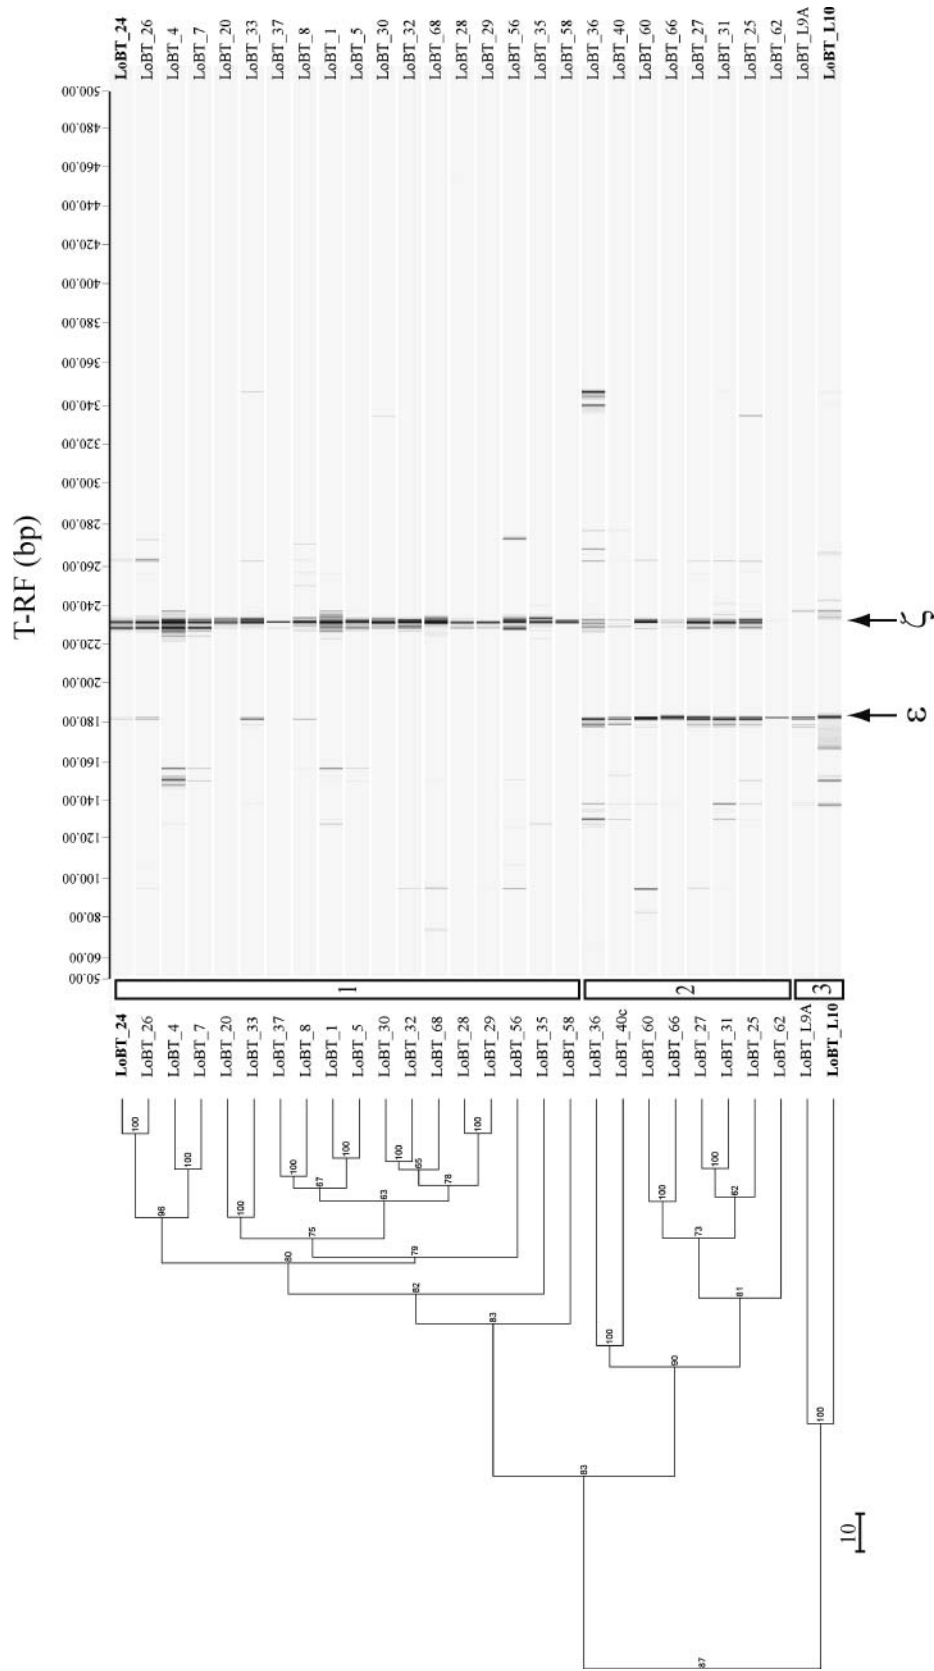 T-RF (bp)
500.00
480.00
460.00
440.00
420.00
400.00
380.00
360.00
340.00
320.00
300.00
280.00
260.00
240.00
220.00
200.00
180.00
160.00
140.00
120.00
100.00
80.00
60.00
50.00
LoBT_24
LoBT_26
LoBT_4
LoBT_7
LoBT_20
LoBT_33
LoBT_37
LoBT_8
LoBT_1
LoBT_5
LoBT_30
LoBT_32
LoBT_68
LoBT_28
LoBT_29
LoBT_56
LoBT_35
LoBT_58
LoBT_36
LoBT_40
LoBT_60
LoBT_66
LoBT_27
LoBT_31
LoBT_25
LoBT_62
LoBT_L9A
LoBT_L10
ζ
ε
1
2
3
LoBT_24
LoBT_26
LoBT_4
LoBT_7
LoBT_20
LoBT_33
LoBT_37
LoBT_8
LoBT_1
LoBT_5
LoBT_30
LoBT_32
LoBT_68
LoBT_28
LoBT_29
LoBT_56
LoBT_35
LoBT_58
LoBT_36
LoBT_40c
LoBT_60
LoBT_66
LoBT_27
LoBT_31
LoBT_25
LoBT_62
LoBT_L9A
LoBT_L10
100
100
98
100
100
100
67
100
65
100
78
63
75
79
80
82
83
100
100
100
62
73
81
90
100
83
87
10